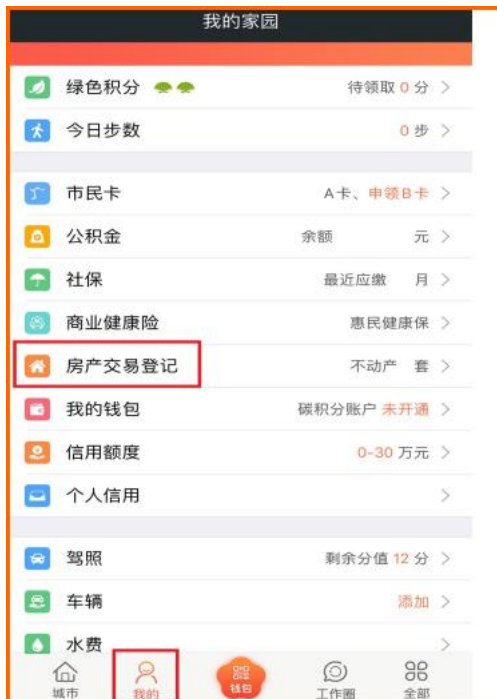 我的家园
绿色积分 待领取 0 分
今日步数 0 步
市民卡 A卡、申领B卡
公积金 余额 元
社保 最近应缴 月
商业健康险 惠民健康保
房产交易登记 不动产 套
我的钱包 碳积分账户 未开通
信用额度 0-30 万元
个人信用
驾照 剩余分值 12 分
车辆 添加
水费
城市 我的 钱包 工作圈 全部